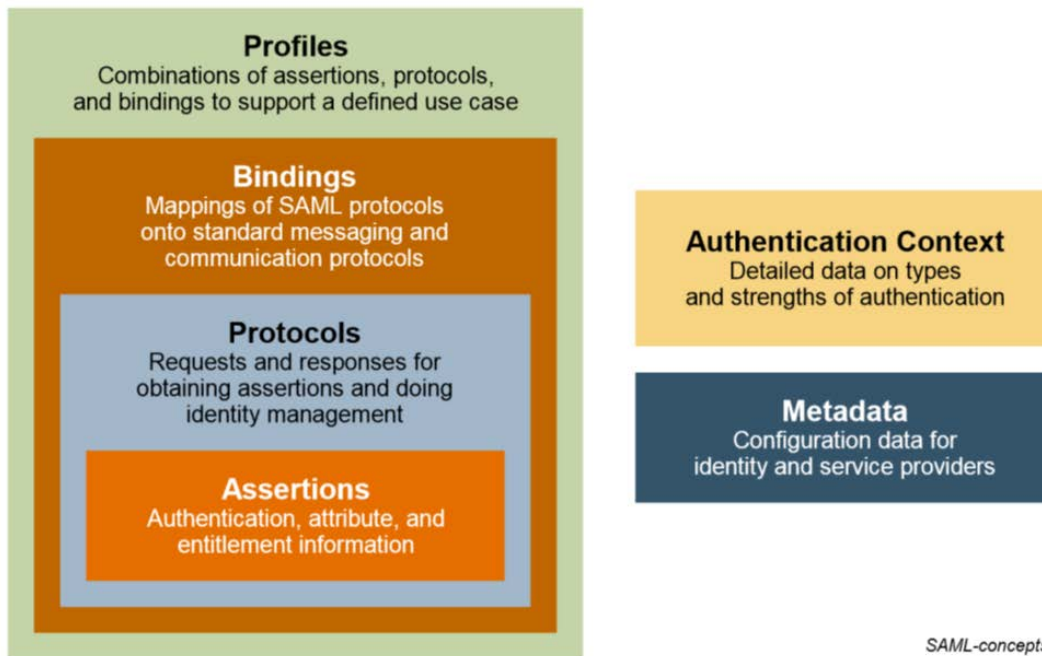 Profiles
Combinations of assertions, protocols,
and bindings to support a defined use case
Bindings
Mappings of SAML protocols
onto standard messaging and
communication protocols
Protocols
Requests and responses for
obtaining assertions and doing
identity management
Assertions
Authentication, attribute, and
entitlement information
Authentication Context
Detailed data on types
and strengths of authentication
Metadata
Configuration data for
identity and service providers
SAML-concepts